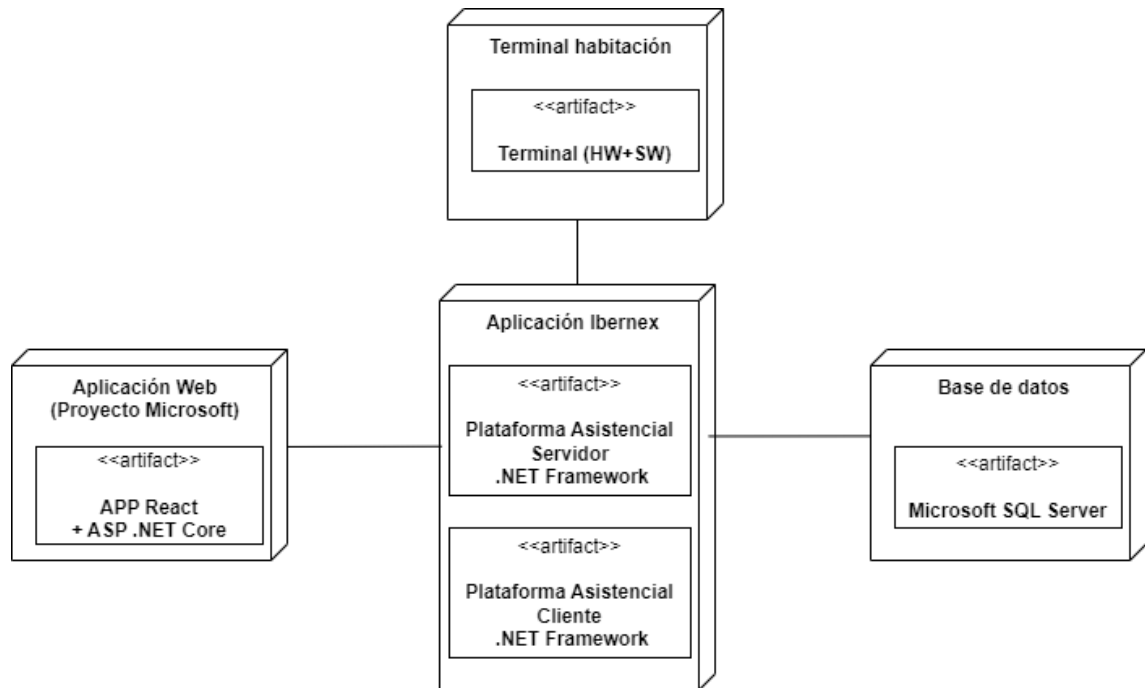 Terminal habitación
<<artifact>>
Terminal (HW+SW)
Aplicación Ibernex
<<artifact>>
Plataforma Asistencial
Servidor
.NET Framework
<<artifact>>
Plataforma Asistencial
Cliente
.NET Framework
Aplicación Web
(Proyecto Microsoft)
<<artifact>>
APP React
+ ASP .NET Core
Base de datos
<<artifact>>
Microsoft SQL Server